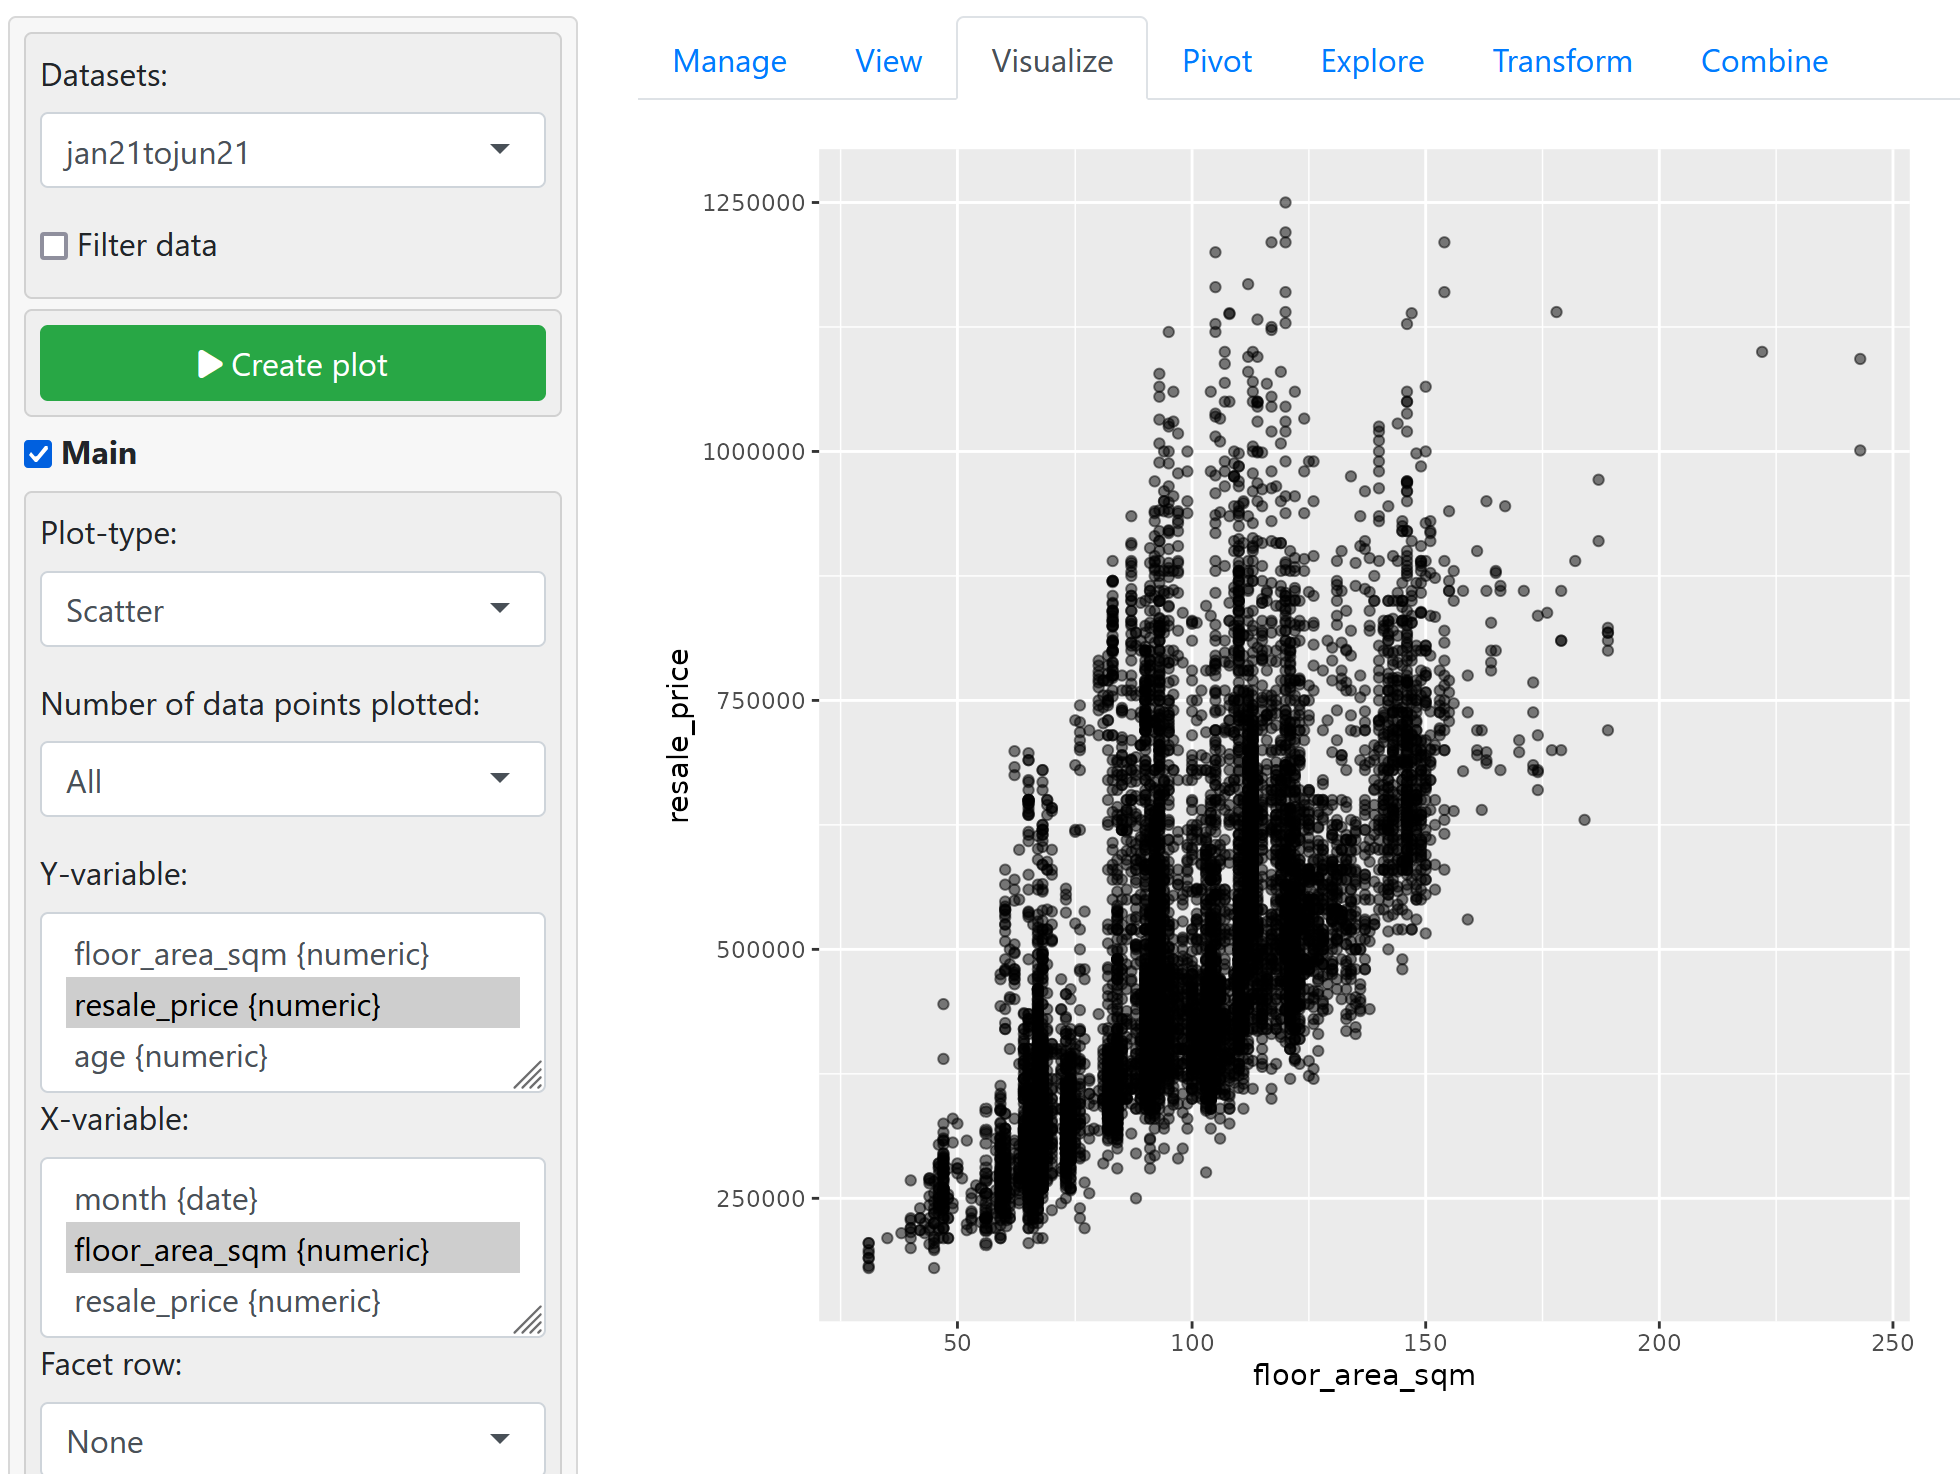 Datasets:
jan21tojun21
Filter data
Create plot
Main
Plot-type:
Scatter
Number of data points plotted:
All
Y-variable:
floor_area_sqm {numeric}
resale_price {numeric}
age {numeric}
X-variable:
month {date}
floor_area_sqm {numeric}
resale_price {numeric}
Facet row:
None
Manage View Visualize Pivot Explore Transform Combine
1250000
1000000
750000
500000
250000
resale_price
50 100 150 200 250
floor_area_sqm